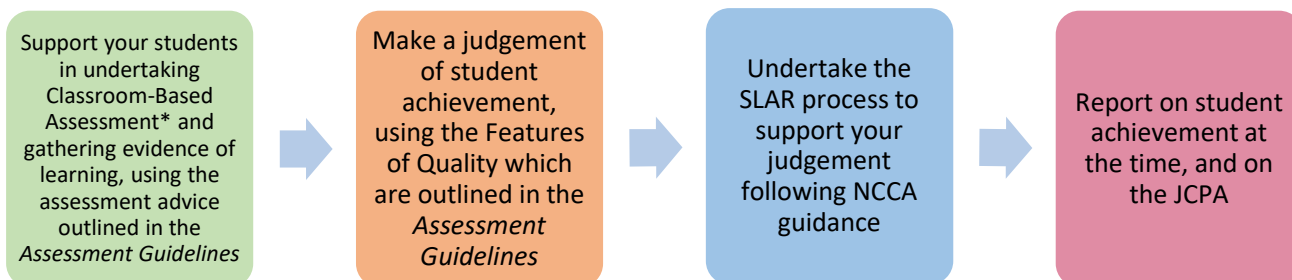 Support your students
in undertaking
Classroom-Based
Assessment* and
gathering evidence of
learning, using the
assessment advice
outlined in the
Assessment Guidelines
Make a judgement
of student
achievement,
using the Features
of Quality which
are outlined in the
Assessment
Guidelines
Undertake the
SLAR process to
support your
judgement
following NCCA
guidance
Report on student
achievement at
the time, and on
the JCPA